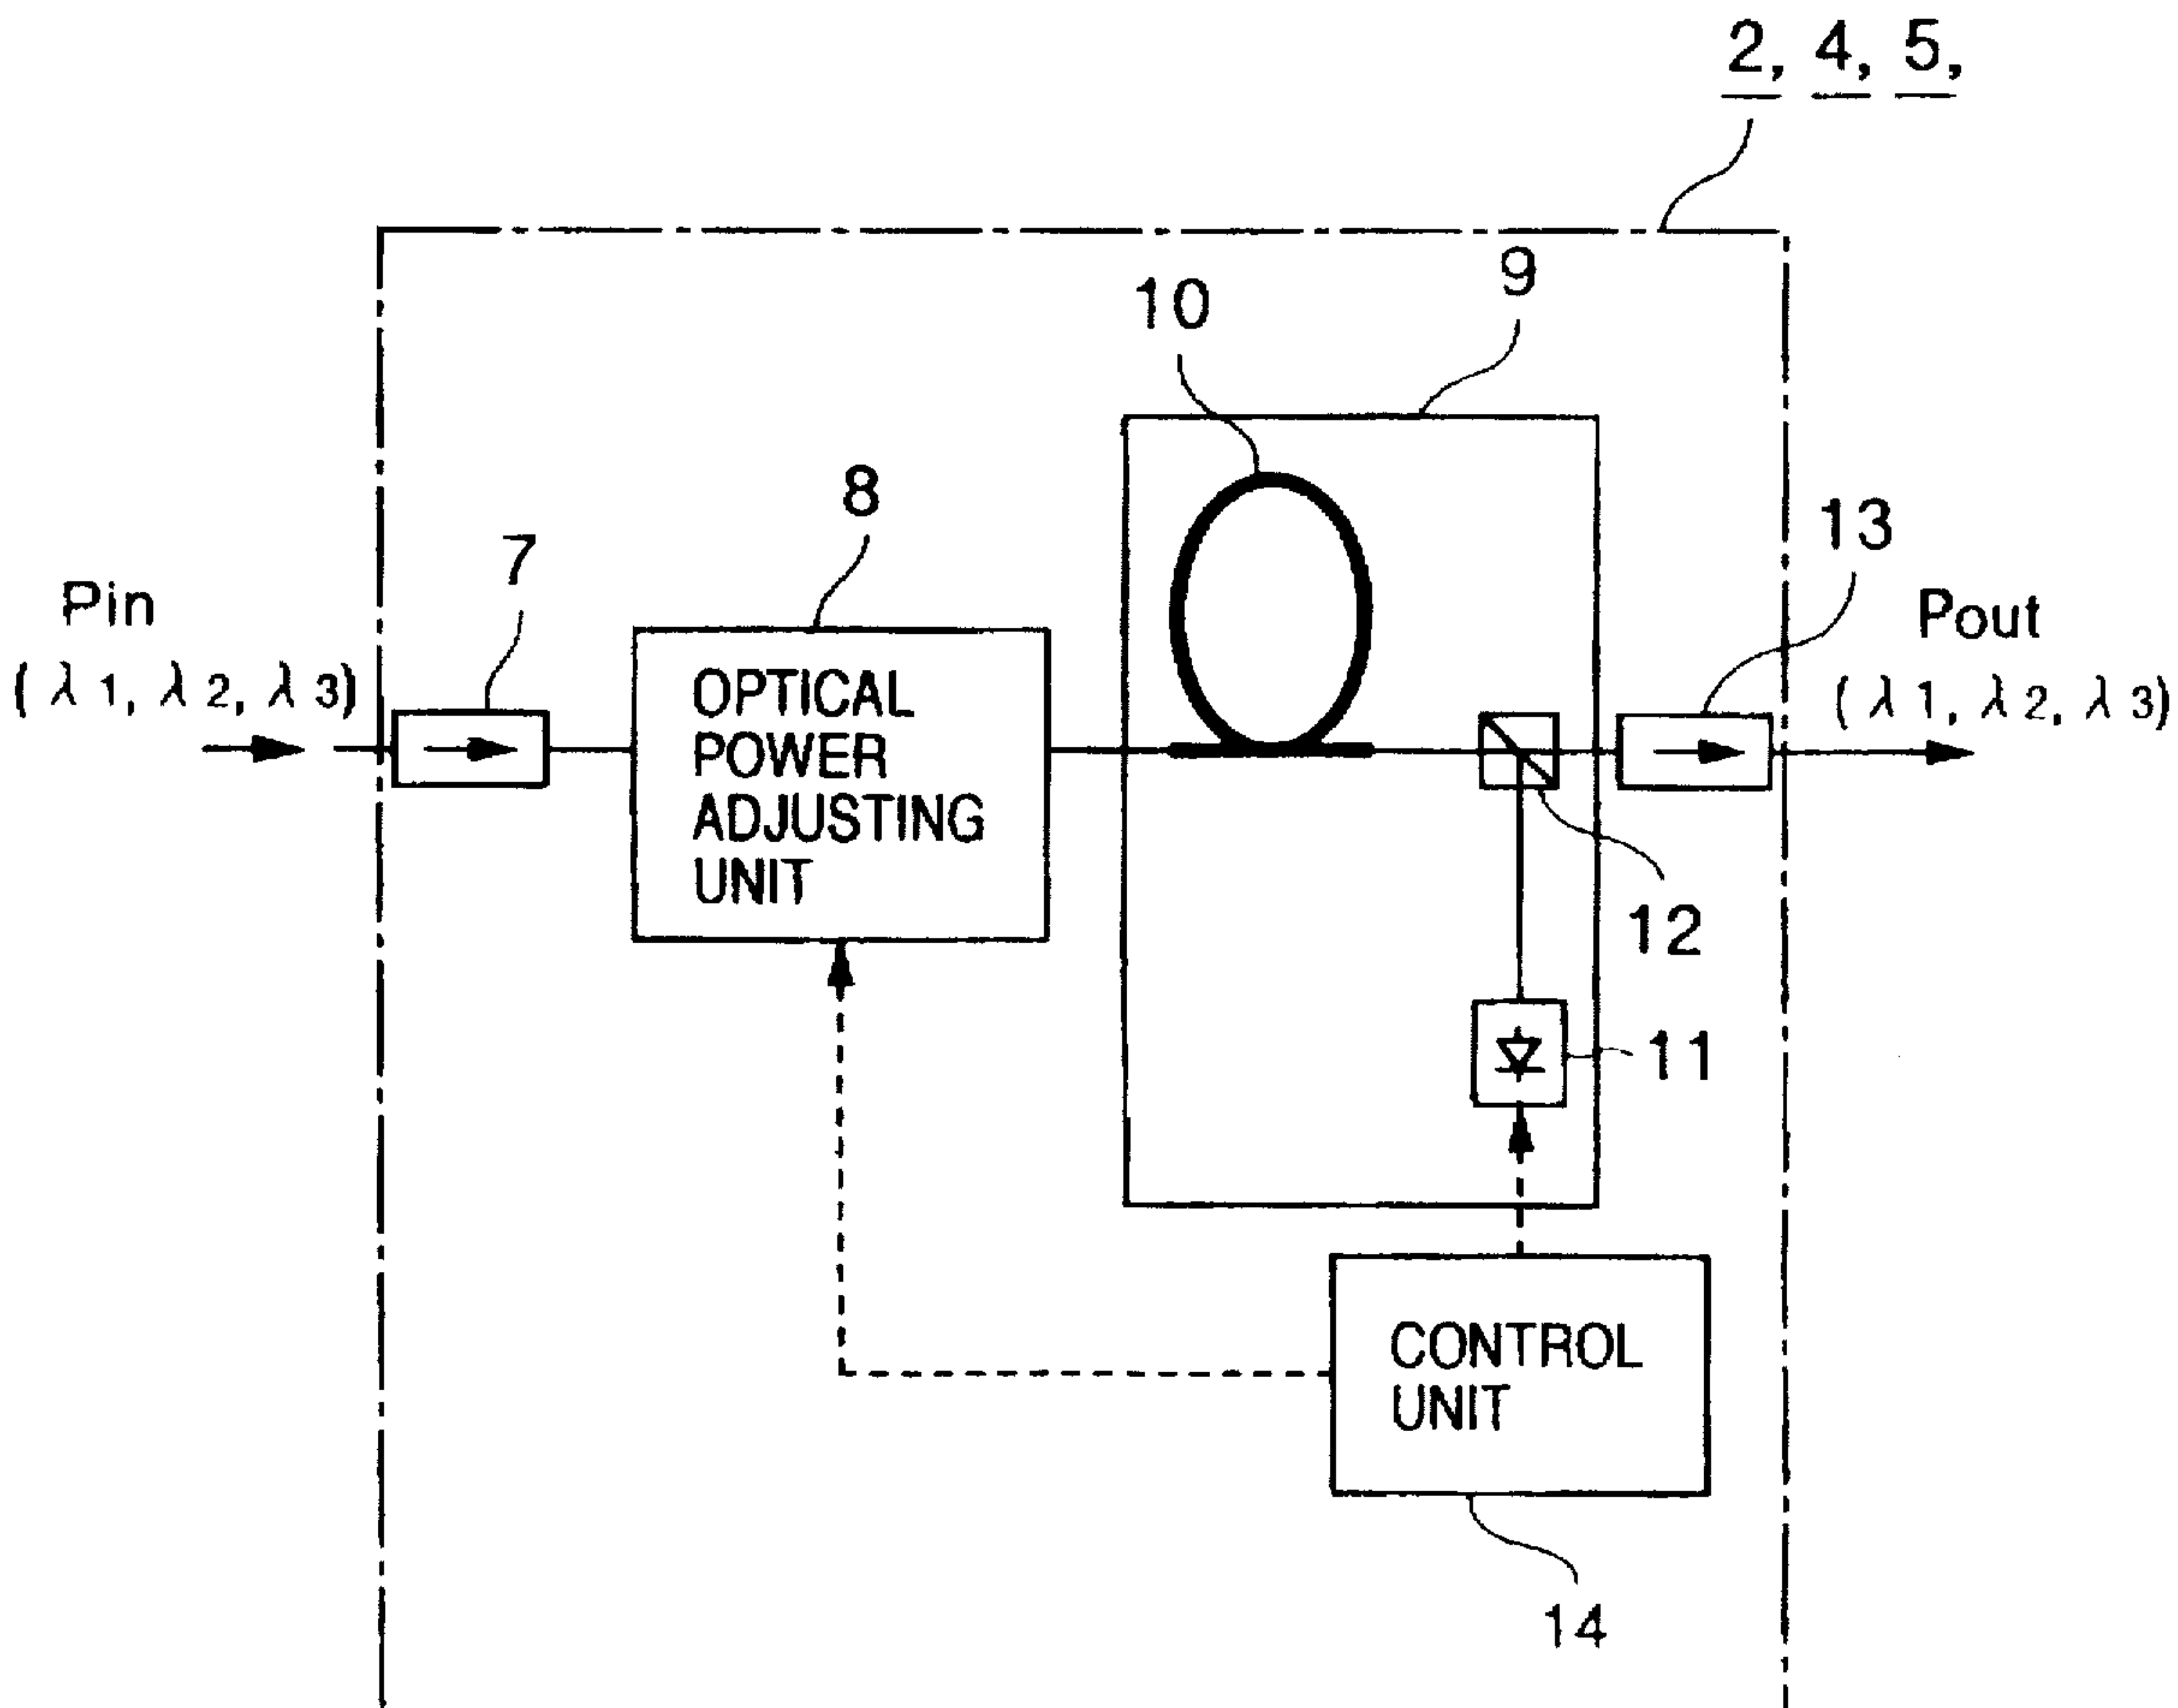 2, 4, 5,
9
10
8
13
7
Pin
(λ1, λ2, λ3)
Pout
(λ1, λ2, λ3)
OPTICAL
POWER
ADJUSTING
UNIT
12
11
CONTROL
UNIT
14